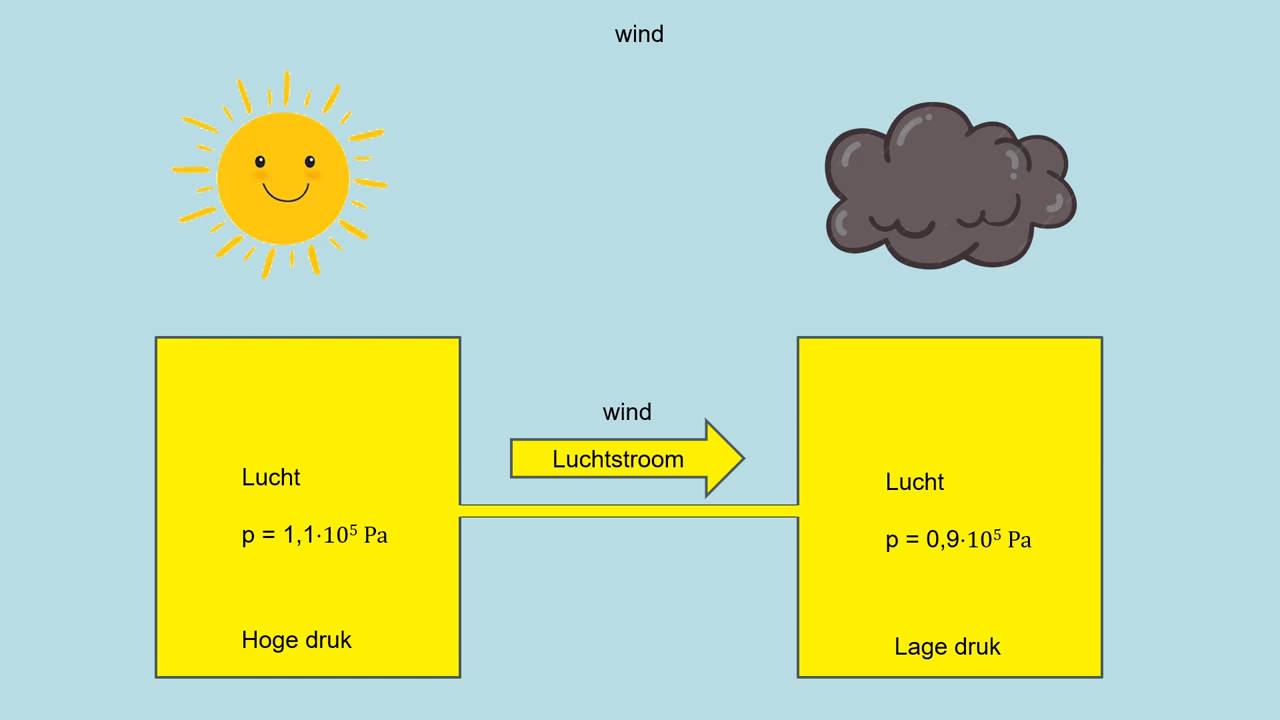 wind
wind
Luchtstroom
Lucht
p = 1,1·10⁵ Pa
Hoge druk
Lucht
p = 0,9·10⁵ Pa
Lage druk